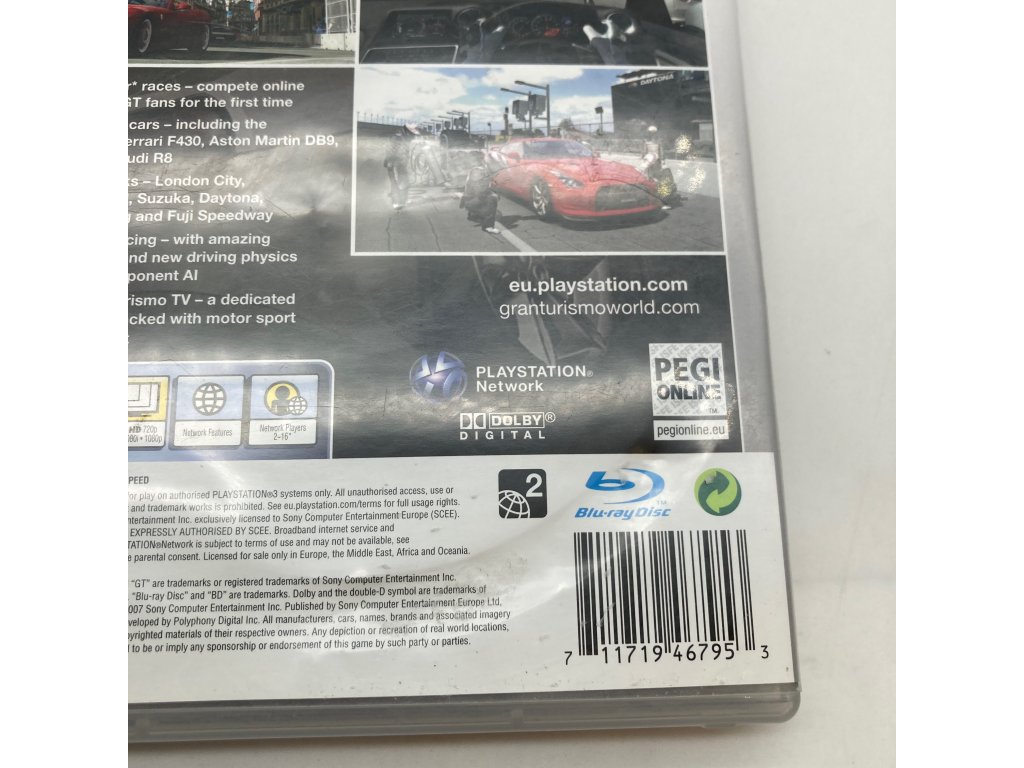 DAYTONA
r* races – compete online
GT fans for the first time
cars – including the
errari F430, Aston Martin DB9,
udi R8
ks – London City,
, Suzuka, Daytona,
g and Fuji Speedway
cing – with amazing
nd new driving physics
ponent AI
rismo TV – a dedicated
cked with motor sport
eu.playstation.com
granturismoworld.com
PLAYSTATION®
Network
DOLBY®
DIGITAL
PEGI
ONLINE
TM
pegionline.eu
HD 720p
080i • 1080p
Network Features
Network Players
2-16*
SPEED
for play on authorised PLAYSTATION®3 systems only. All unauthorised access, use or
and trademark works is prohibited. See eu.playstation.com/terms for full usage rights.
ntertainment Inc. exclusively licensed to Sony Computer Entertainment Europe (SCEE).
EXPRESSLY AUTHORISED BY SCEE. Broadband internet service and
TATION®Network is subject to terms of use and may not be available, see
e parental consent. Licensed for sale only in Europe, the Middle East, Africa and Oceania.
2
Blu-ray Disc
TM
"GT" are trademarks or registered trademarks of Sony Computer Entertainment Inc.
"Blu-ray Disc" and "BD" are trademarks. Dolby and the double-D symbol are trademarks of
007 Sony Computer Entertainment Inc. Published by Sony Computer Entertainment Europe Ltd,
veloped by Polyphony Digital Inc. All manufacturers, cars, names, brands and associated imagery
pyrighted materials of their respective owners. Any depiction or recreation of real world locations,
d to be or imply any sponsorship or endorsement of this game by such party or parties.
7 11719 46795 3